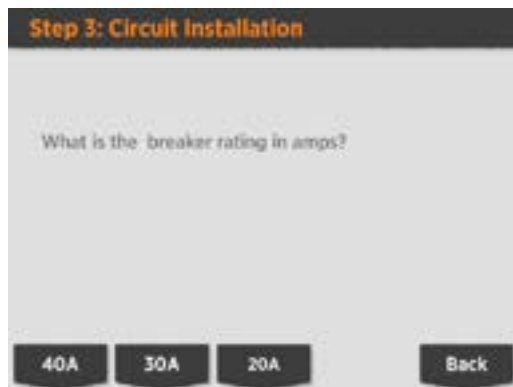 Step 3: Circuit Installation
What is the breaker rating in amps?
40A 30A 20A Back